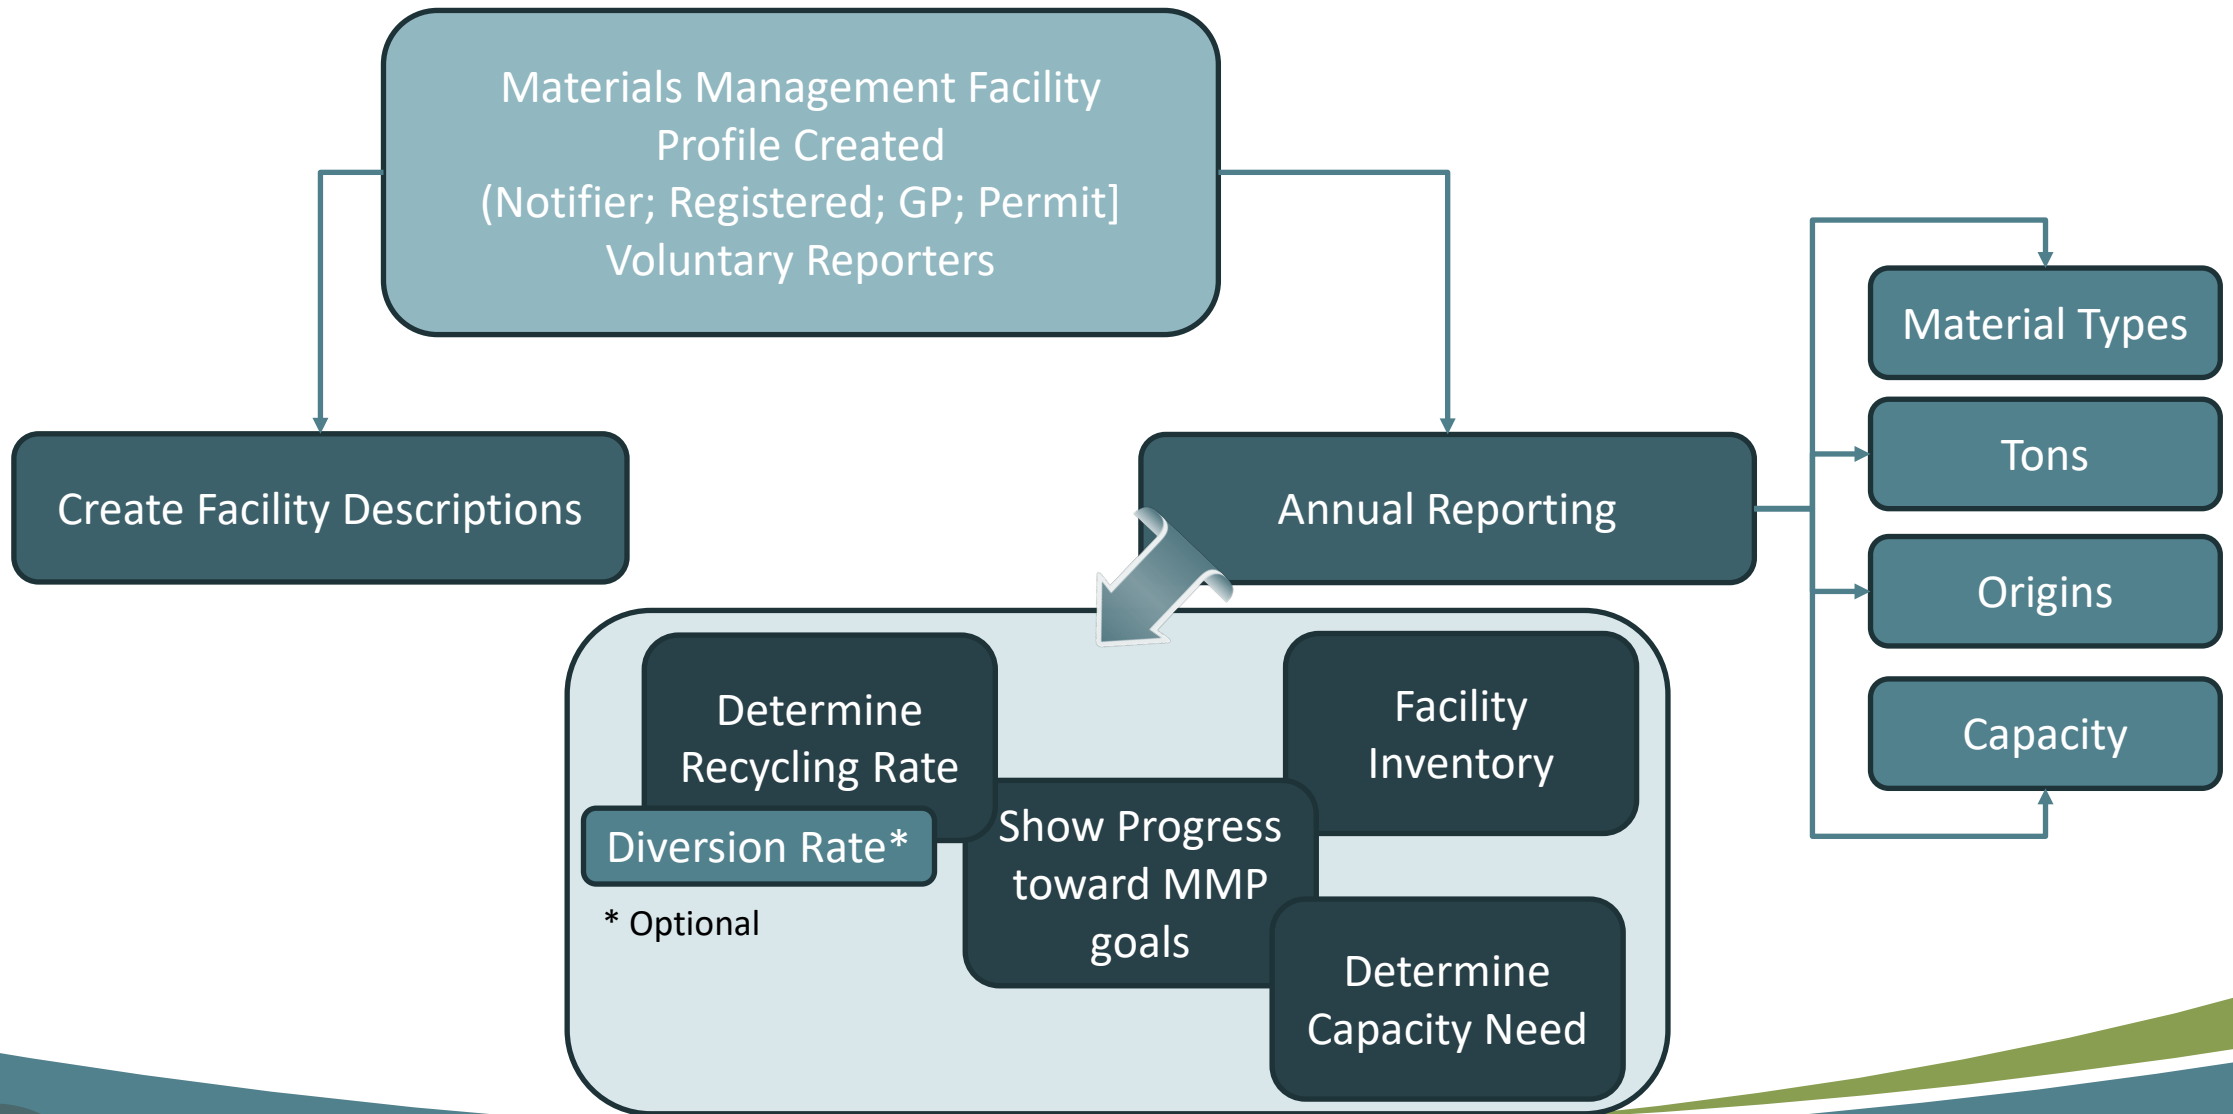 Materials Management Facility
Profile Created
(Notifier; Registered; GP; Permit]
Voluntary Reporters
Create Facility Descriptions
Annual Reporting
Material Types
Tons
Origins
Capacity
Determine
Recycling Rate
Diversion Rate*
* Optional
Show Progress
toward MMP
goals
Facility
Inventory
Determine
Capacity Need